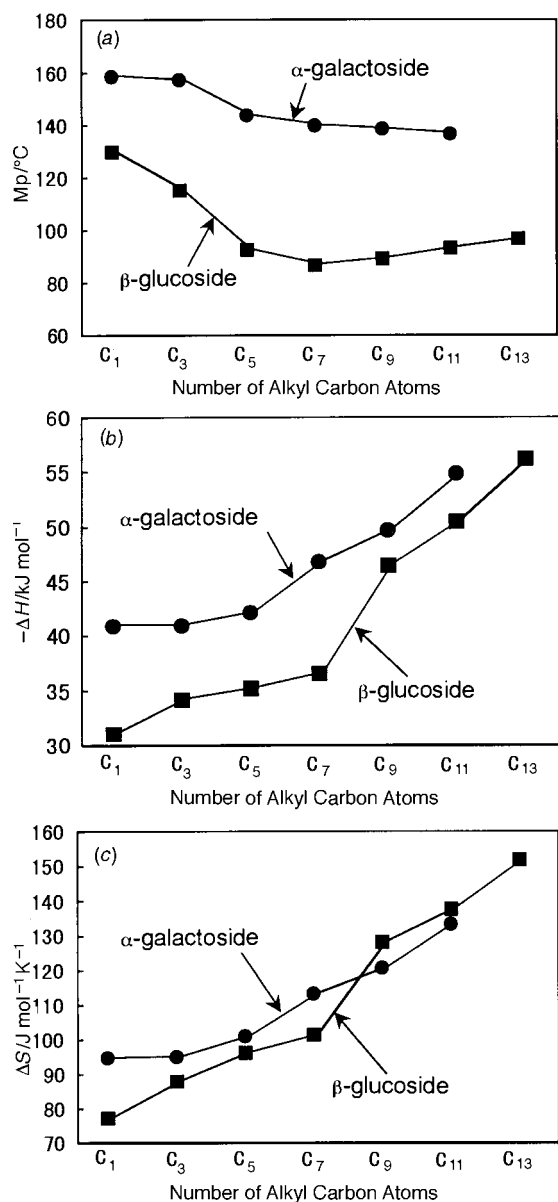 (a)
Mp/°C
160
160
140
120
100
80
60
α-galactoside
β-glucoside
C₁ C₃ C₅ C₇ C₉ C₁₁ C₁₃
Number of Alkyl Carbon Atoms
(b)
−ΔH/kJ mol⁻¹
60
55
50
45
40
35
30
α-galactoside
β-glucoside
C₁ C₃ C₅ C₇ C₉ C₁₁ C₁₃
Number of Alkyl Carbon Atoms
(c)
ΔS/J mol⁻¹ K⁻¹
160
150
140
130
120
110
100
90
80
70
α-galactoside
β-glucoside
C₁ C₃ C₅ C₇ C₉ C₁₁ C₁₃
Number of Alkyl Carbon Atoms